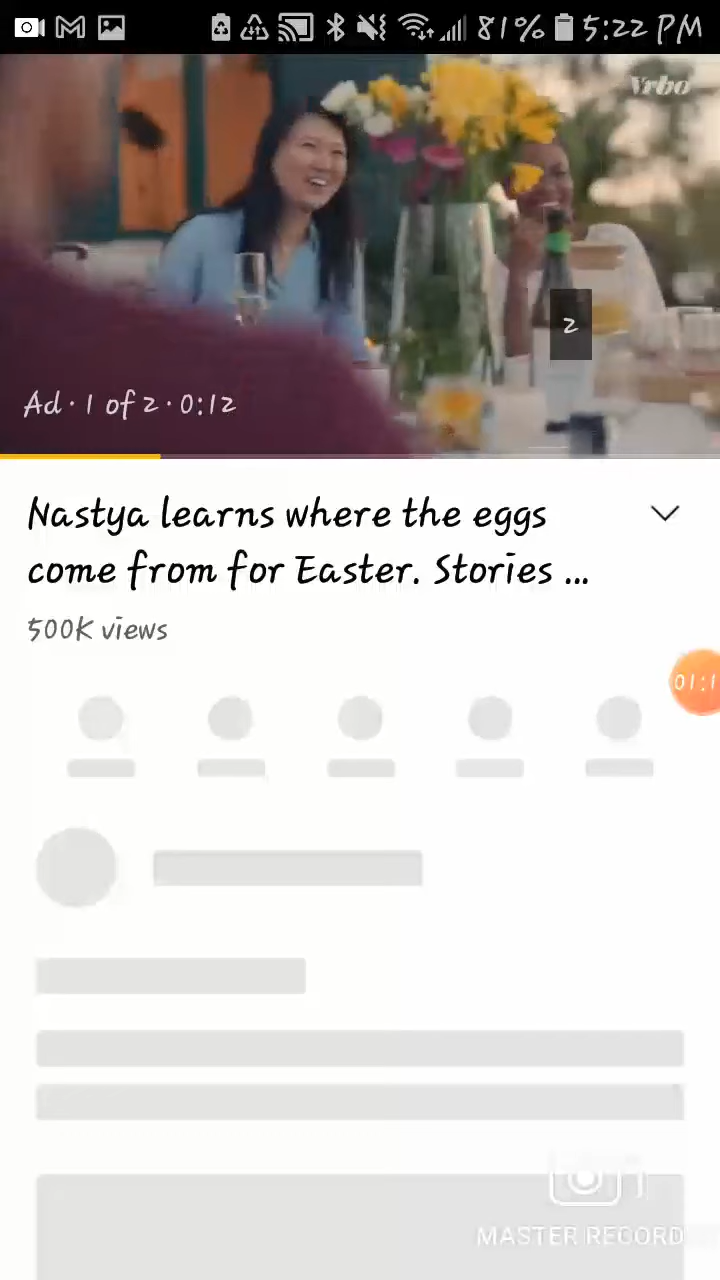 81% 5:22 PM
Vrbo
2
Ad · 1 of 2 · 0:12
Nastya learns where the eggs
come from for Easter. Stories ...
500K views
01:1
MASTER RECORD